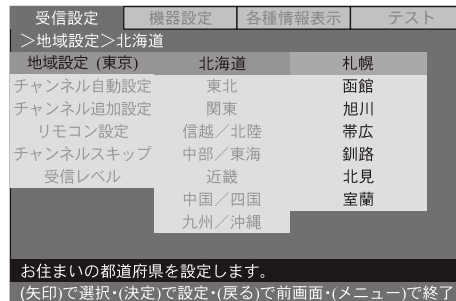 受信設定 機器設定 各種情報表示 テスト
＞地域設定＞北海道
地域設定 (東京) 北海道 札幌
チャンネル自動設定 東北 函館
チャンネル追加設定 関東 旭川
リモコン設定 信越／北陸 帯広
チャンネルスキップ 中部／東海 釧路
受信レベル 近畿 北見
中国／四国 室蘭
九州／沖縄
お住まいの都道府県を設定します。
(矢印)で選択・(決定)で設定・(戻る)で前画面・(メニュー)で終了